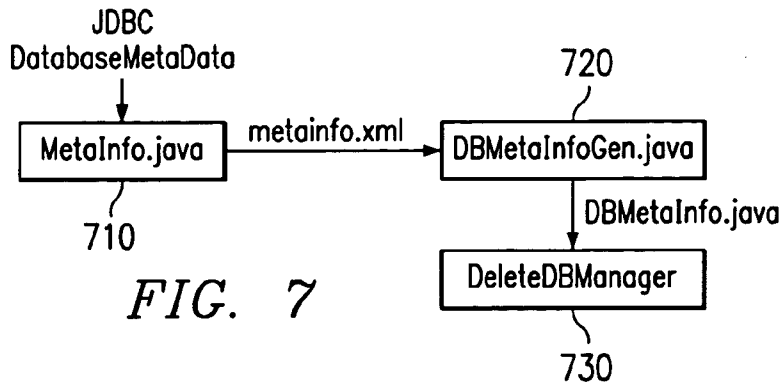 JDBC
DatabaseMetaData
720
MetaInfo.java
metainfo.xml
DBMetaInfoGen.java
710
DBMetaInfo.java
DeleteDBManager
FIG. 7
730